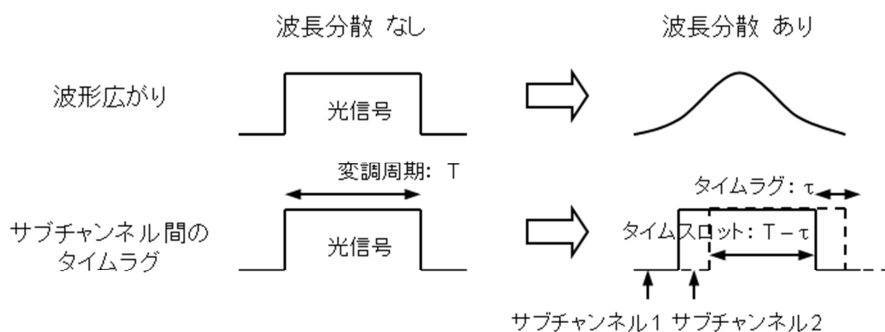 波長分散 なし
波長分散 あり
波形広がり
光信号
変調周期： T
タイムラグ：τ
サブチャンネル間の
タイムラグ
光信号
タイムスロット：T－τ
サブチャンネル1
サブチャンネル2